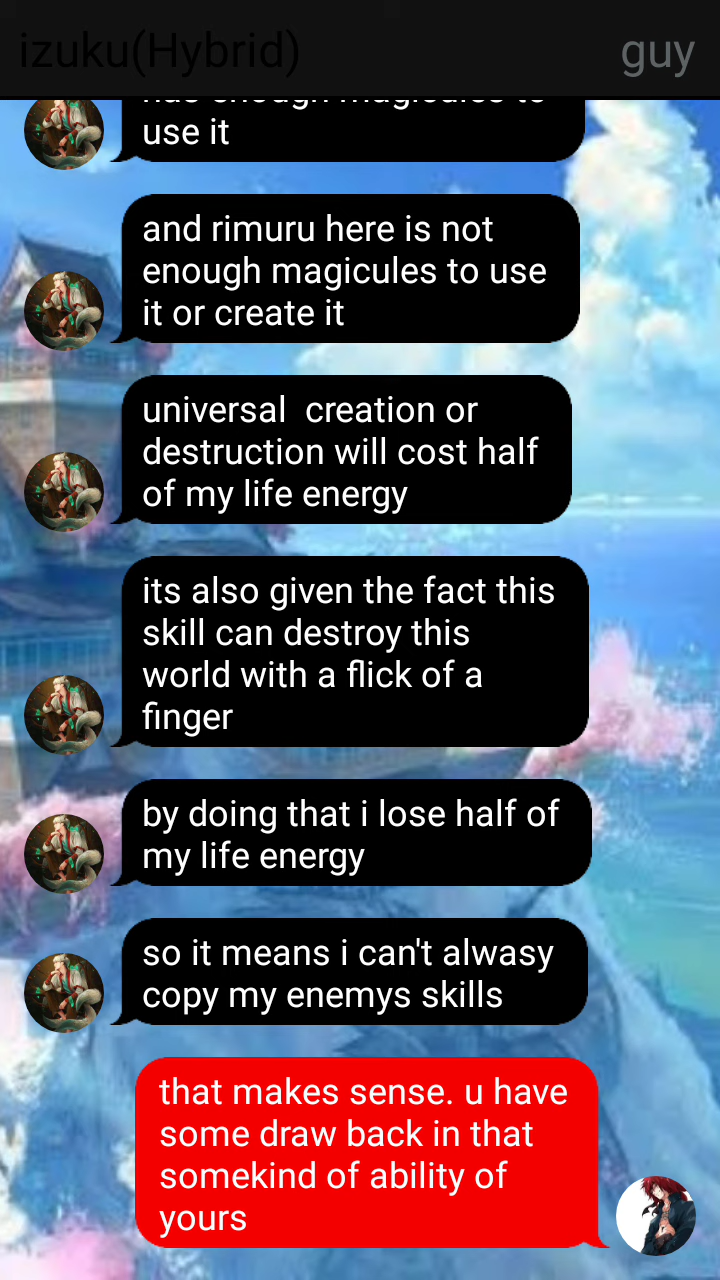 izuku(Hybrid)
guy
has enough magicules to
use it
and rimuru here is not
enough magicules to use
it or create it
universal  creation or
destruction will cost half
of my life energy
its also given the fact this
skill can destroy this
world with a flick of a
finger
by doing that i lose half of
my life energy
so it means i can't alwasy
copy my enemys skills
that makes sense. u have
some draw back in that
somekind of ability of
yours